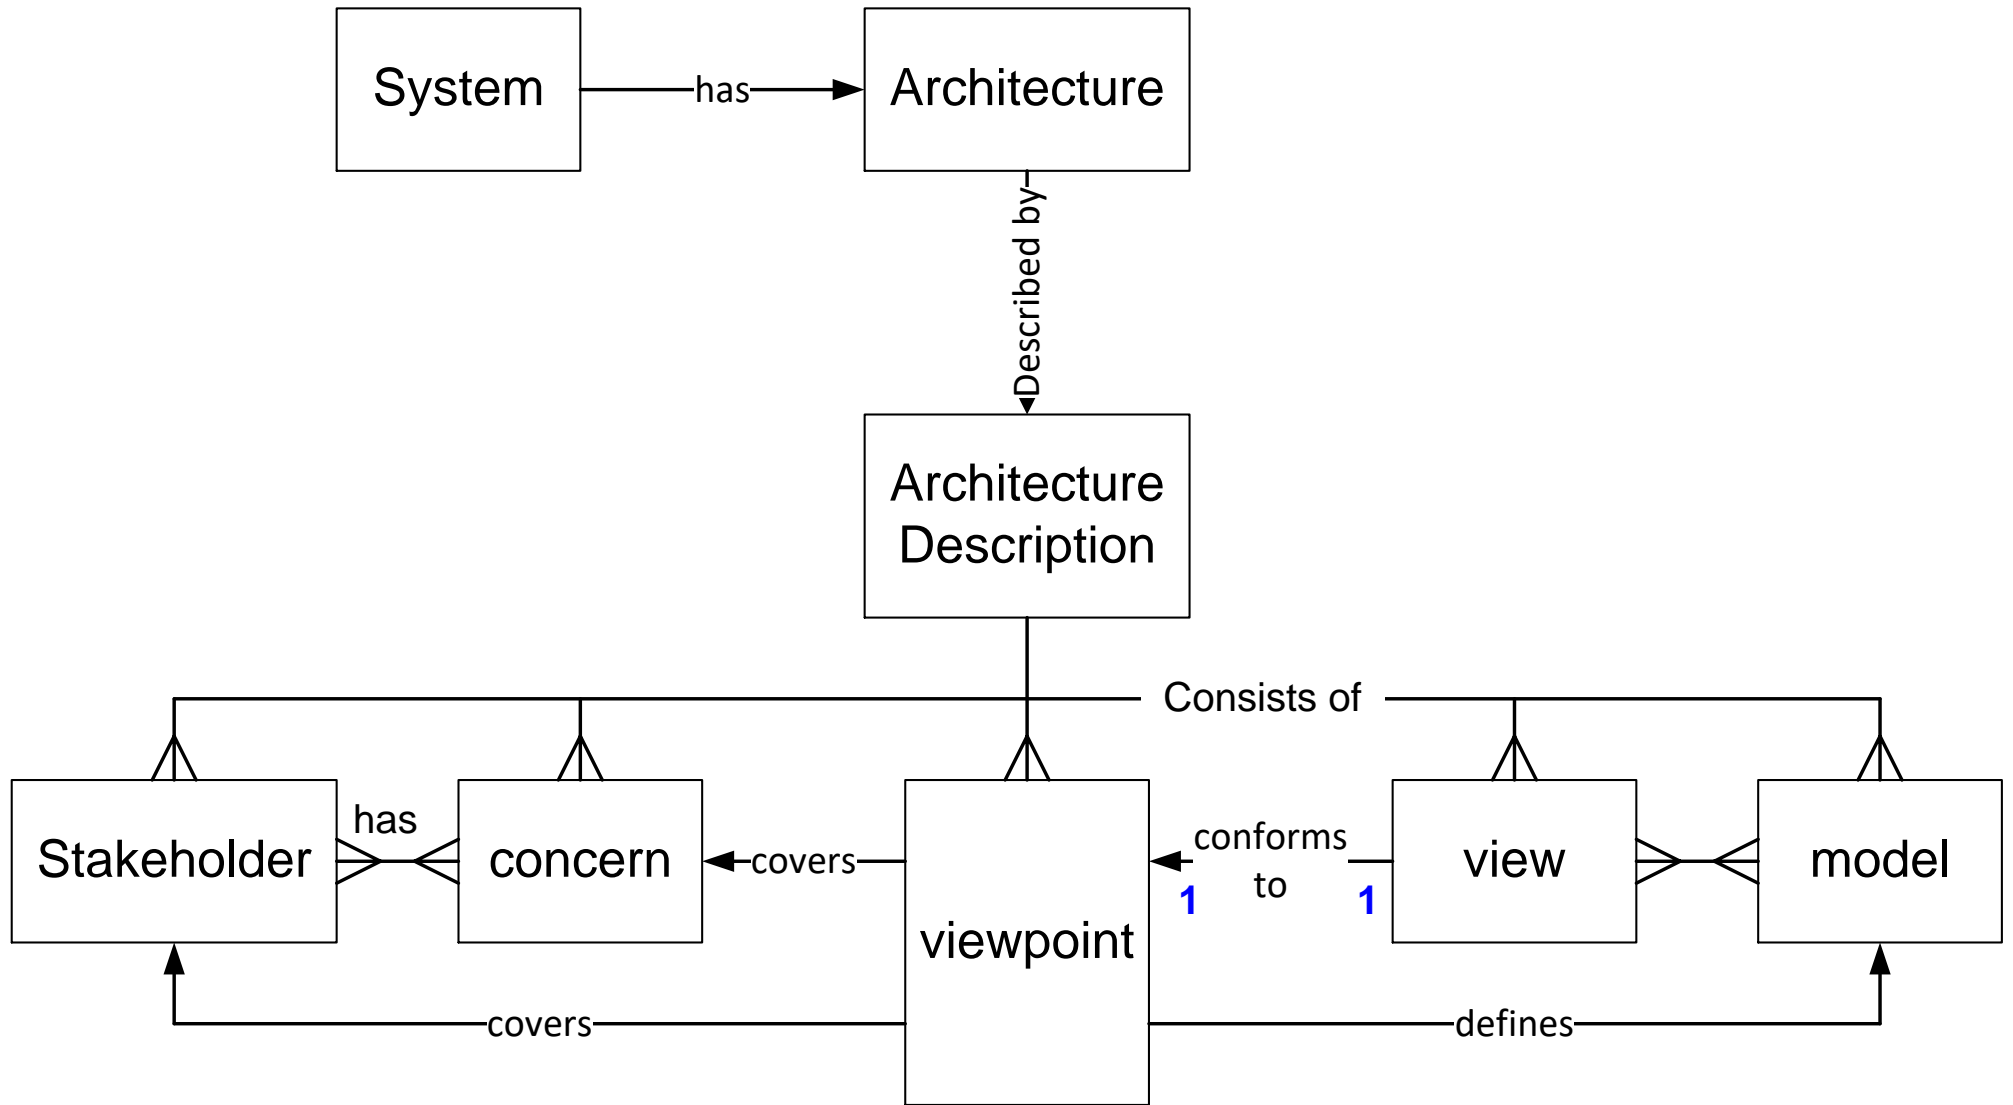 System
has
Architecture
Described by
Architecture
Description
Consists of
Stakeholder
has
concern
covers
viewpoint
conforms
to
1
1
view
model
covers
defines